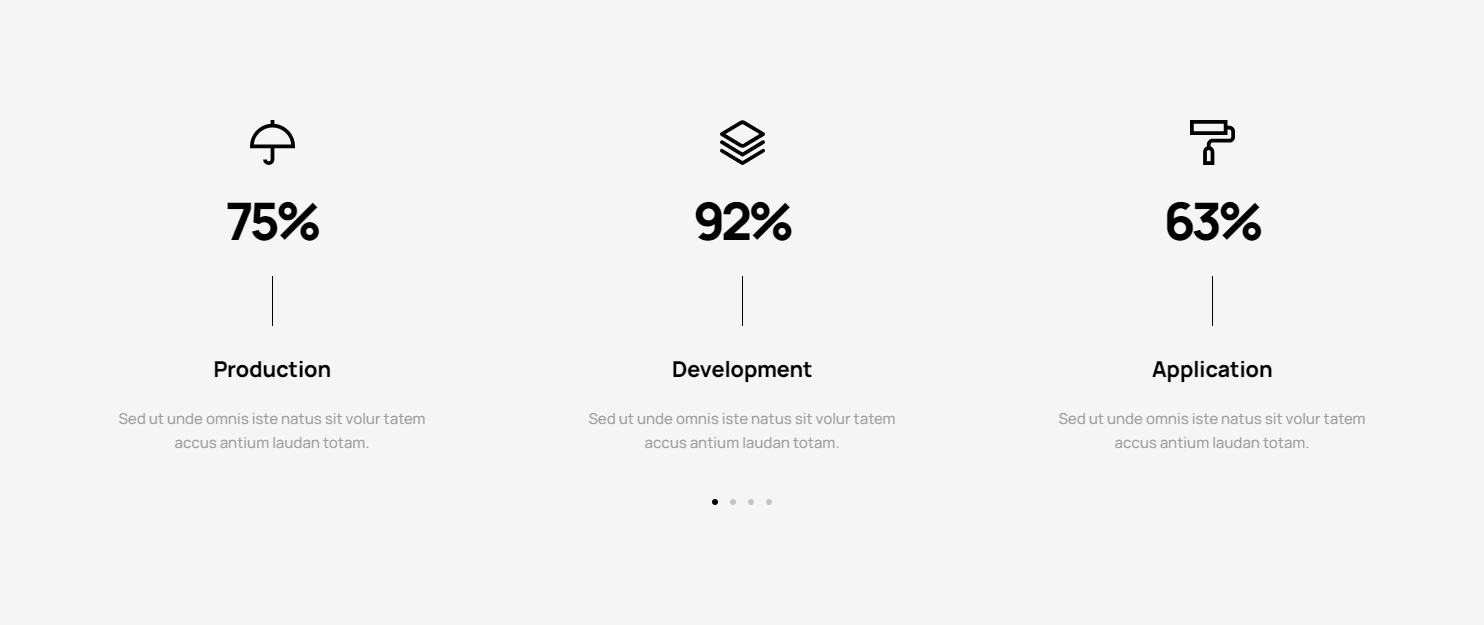 75%
92%
63%
Production
Development
Application
Sed ut unde omnis iste natus sit volur tatem
accus antium laudan totam.
Sed ut unde omnis iste natus sit volur tatem
accus antium laudan totam.
Sed ut unde omnis iste natus sit volur tatem
accus antium laudan totam.